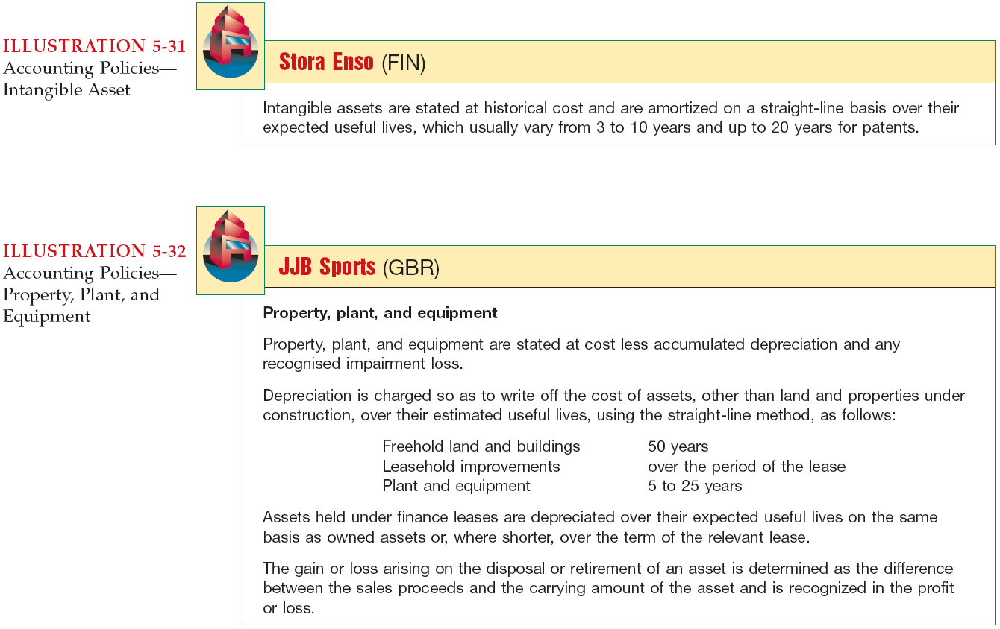 ILLUSTRATION 5-31
Accounting Policies—
Intangible Asset
Stora Enso (FIN)
Intangible assets are stated at historical cost and are amortized on a straight-line basis over their
expected useful lives, which usually vary from 3 to 10 years and up to 20 years for patents.
ILLUSTRATION 5-32
Accounting Policies—
Property, Plant, and
Equipment
JJB Sports (GBR)
Property, plant, and equipment
Property, plant, and equipment are stated at cost less accumulated depreciation and any
recognised impairment loss.
Depreciation is charged so as to write off the cost of assets, other than land and properties under
construction, over their estimated useful lives, using the straight-line method, as follows:
Freehold land and buildings 50 years
Leasehold improvements over the period of the lease
Plant and equipment 5 to 25 years
Assets held under finance leases are depreciated over their expected useful lives on the same
basis as owned assets or, where shorter, over the term of the relevant lease.
The gain or loss arising on the disposal or retirement of an asset is determined as the difference
between the sales proceeds and the carrying amount of the asset and is recognized in the profit
or loss.